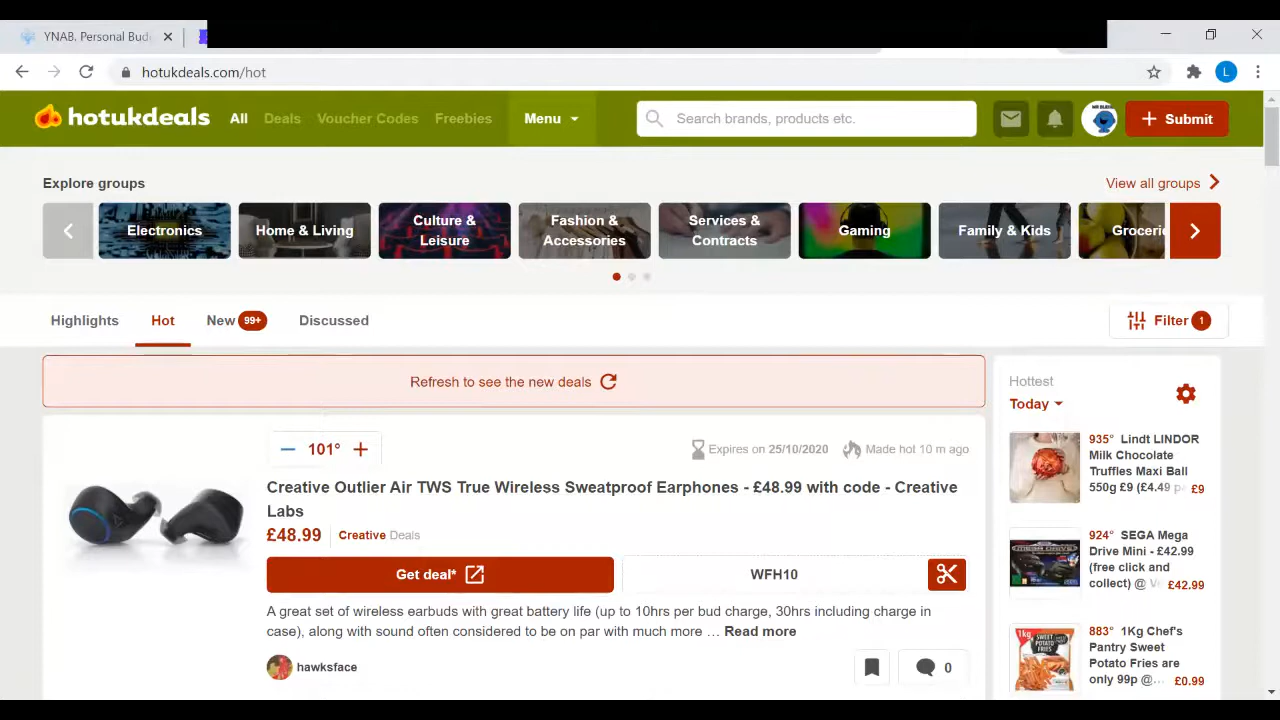 YNAB. Personal Bud
hotukdeals.com/hot
L
hotukdeals All Deals Voucher Codes Freebies Menu Search brands, products etc. Submit
Explore groups View all groups
Electronics
Home & Living
Culture &
Leisure
Fashion &
Accessories
Services &
Contracts
Gaming
Family & Kids
Grocerie
Highlights Hot New 99+ Discussed Filter 1
Refresh to see the new deals
101° Expires on 25/10/2020 Made hot 10 m ago
Creative Outlier Air TWS True Wireless Sweatproof Earphones - £48.99 with code - Creative
Labs
£48.99 Creative Deals
Get deal* WFH10
A great set of wireless earbuds with great battery life (up to 10hrs per bud charge, 30hrs including charge in
case), along with sound often considered to be on par with much more … Read more
hawksface 0
Hottest
Today
935° Lindt LINDOR
Milk Chocolate
Truffles Maxi Ball
550g £9 (£4.49 p £9
924° SEGA Mega
Drive Mini - £42.99
(free click and
collect) @ V £42.99
883° 1Kg Chef's
Pantry Sweet
Potato Fries are
only 99p @... £0.99
1kg SWEET
POTATO
FRIES